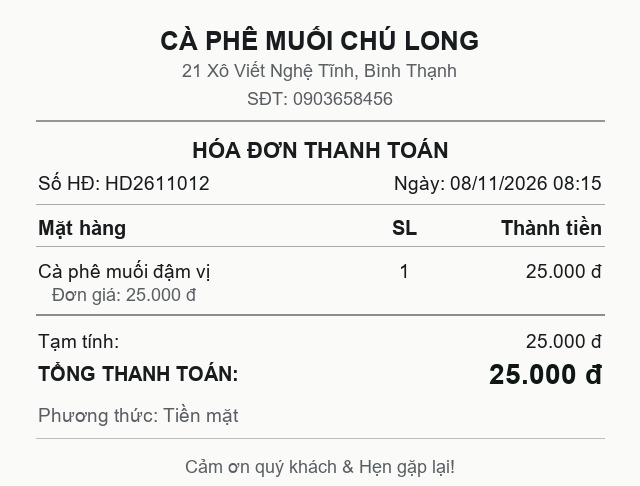 CÀ PHÊ MUỐI CHÚ LONG
21 Xô Viết Nghệ Tĩnh, Bình Thạnh
SĐT: 0903658456
HÓA ĐƠN THANH TOÁN
Số HĐ: HD2611012 Ngày: 08/11/2026 08:15
Mặt hàng SL Thành tiền
Cà phê muối đậm vị 1 25.000 đ
Đơn giá: 25.000 đ
Tạm tính: 25.000 đ
TỔNG THANH TOÁN: 25.000 đ
Phương thức: Tiền mặt
Cảm ơn quý khách & Hẹn gặp lại!